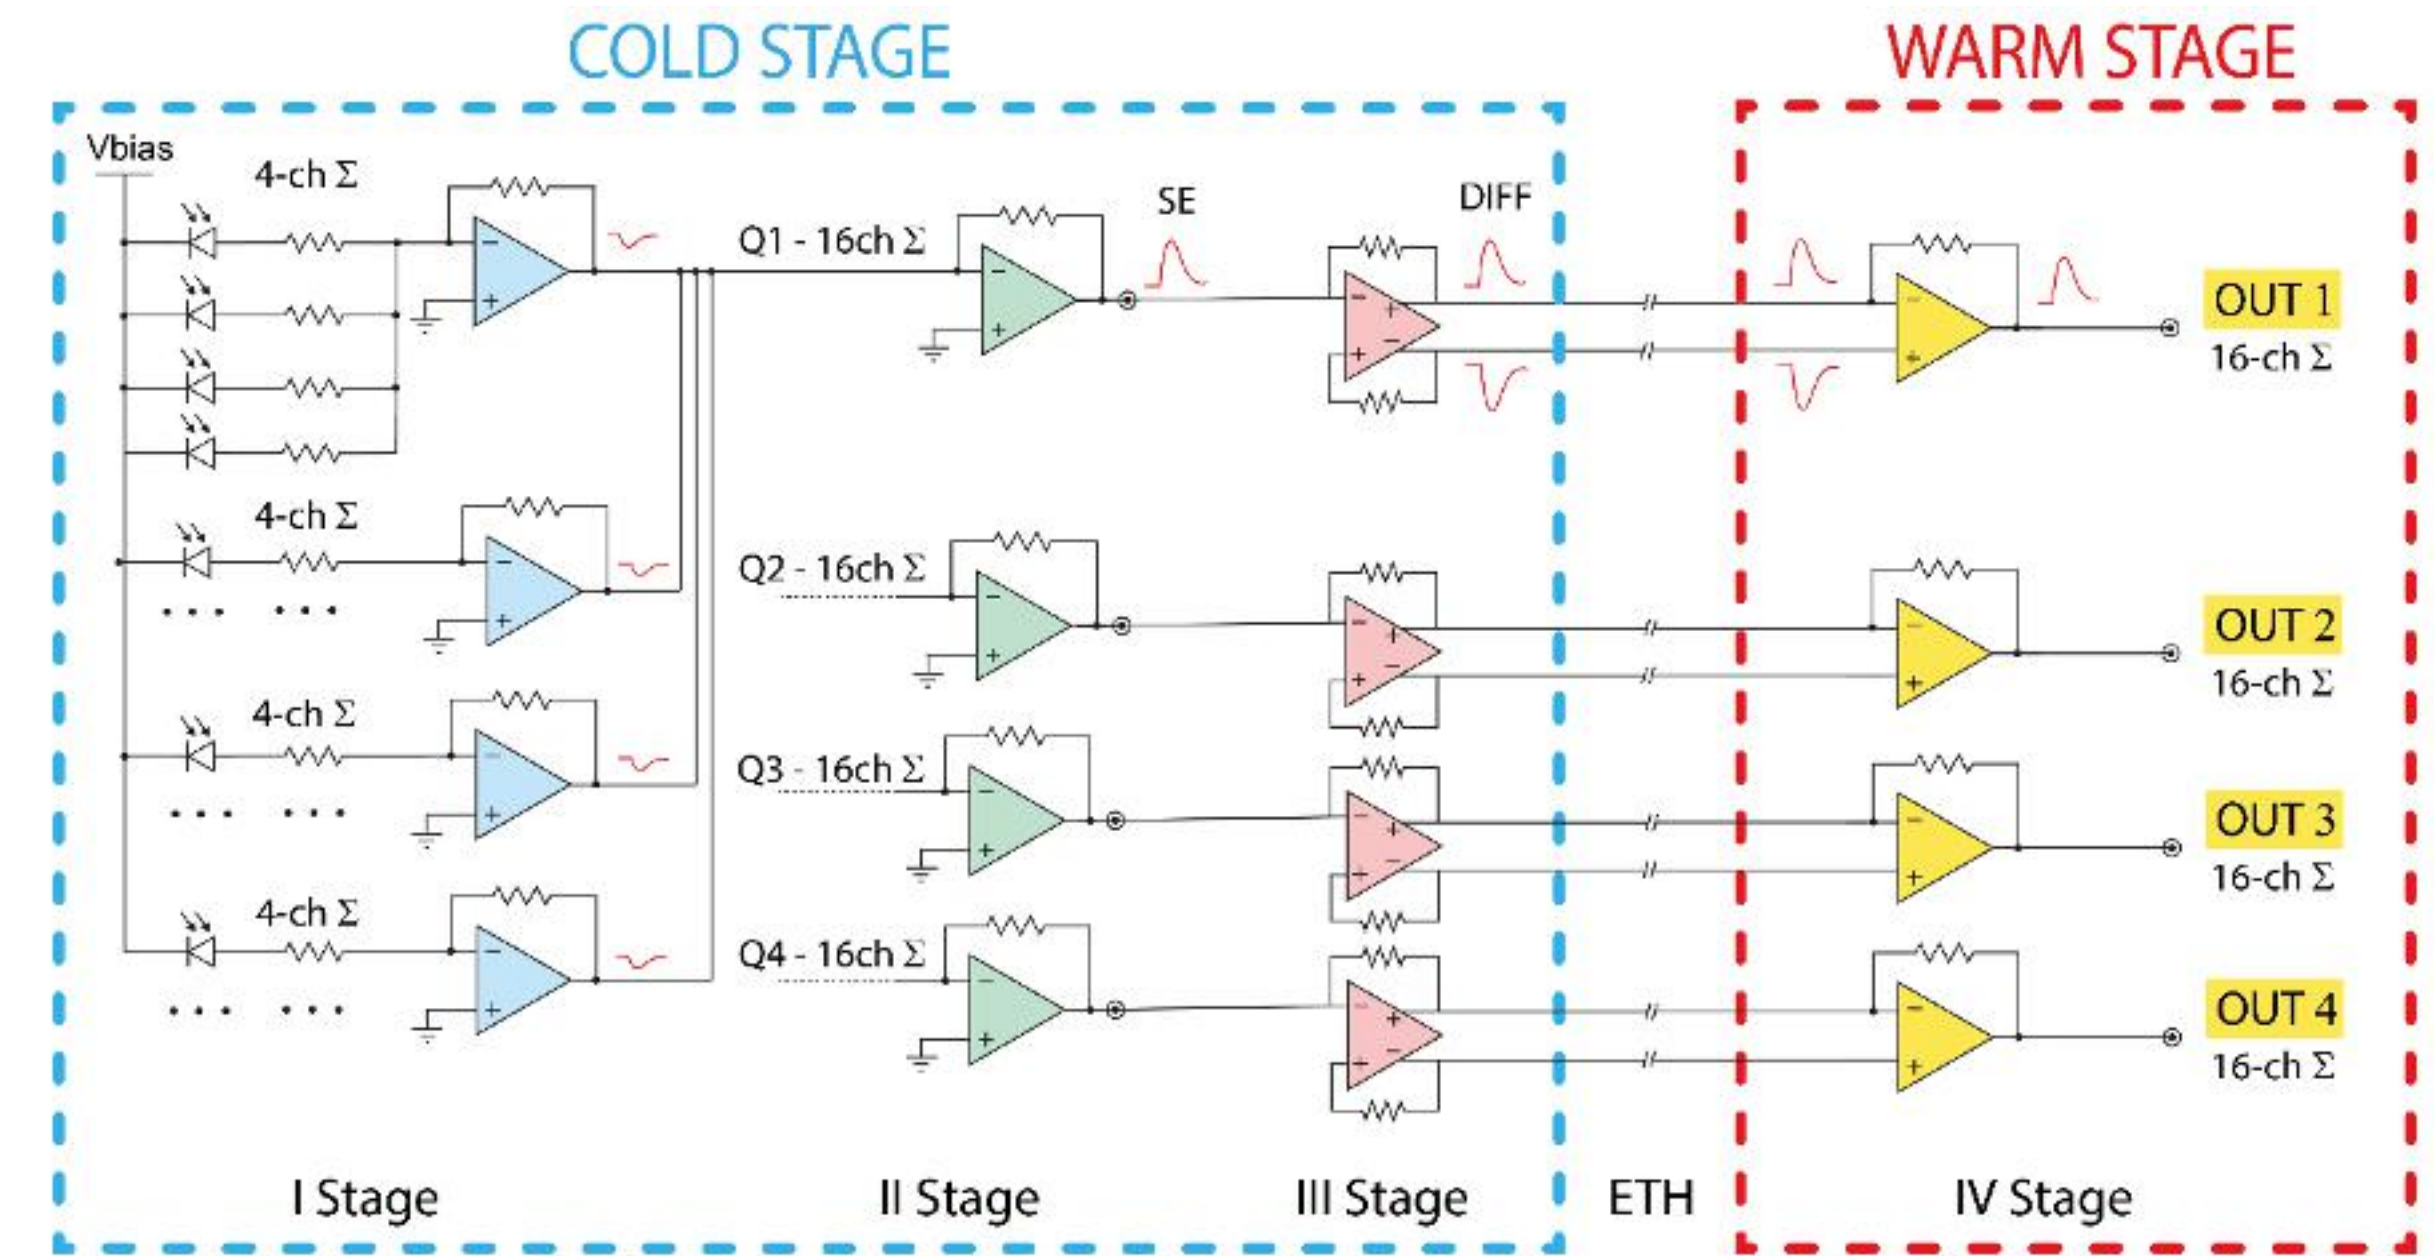 COLD STAGE
WARM STAGE
Vbias
4-ch Σ
Q1 - 16ch Σ
SE
DIFF
OUT 1
16-ch Σ
4-ch Σ
Q2 - 16ch Σ
OUT 2
16-ch Σ
4-ch Σ
Q3 - 16ch Σ
OUT 3
16-ch Σ
4-ch Σ
Q4 - 16ch Σ
OUT 4
16-ch Σ
I Stage
II Stage
III Stage
ETH
IV Stage